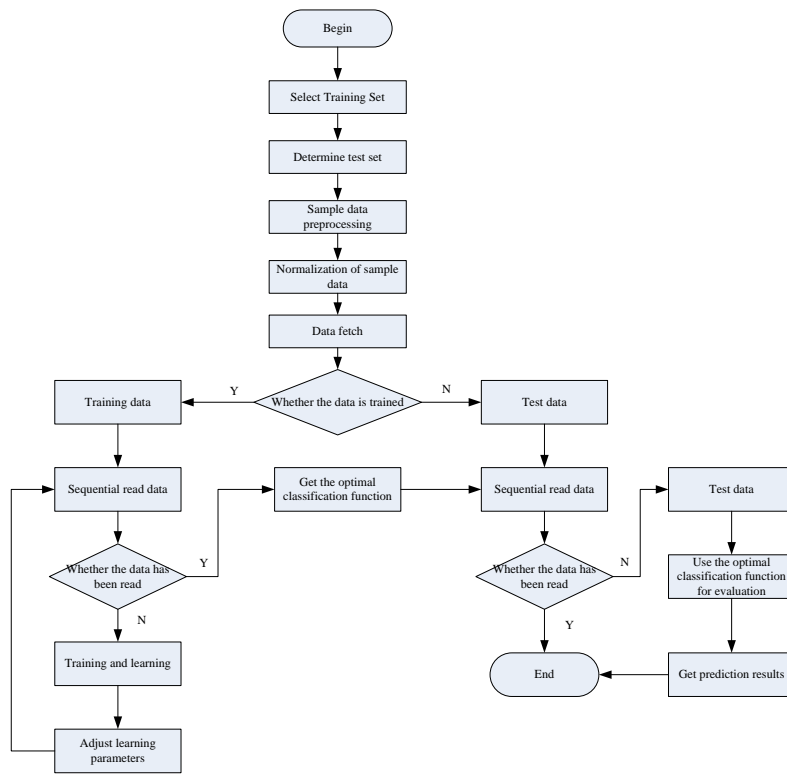 Begin
Select Training Set
Determine test set
Sample data
preprocessing
Normalization of sample
data
Data fetch
Whether the data is trained
Y
N
Training data
Test data
Sequential read data
Get the optimal
classification function
Sequential read data
Test data
Whether the data has
been read
Y
N
Whether the data has
been read
N
Y
Use the optimal
classification function
for evaluation
Training and learning
End
Get prediction results
Adjust learning
parameters